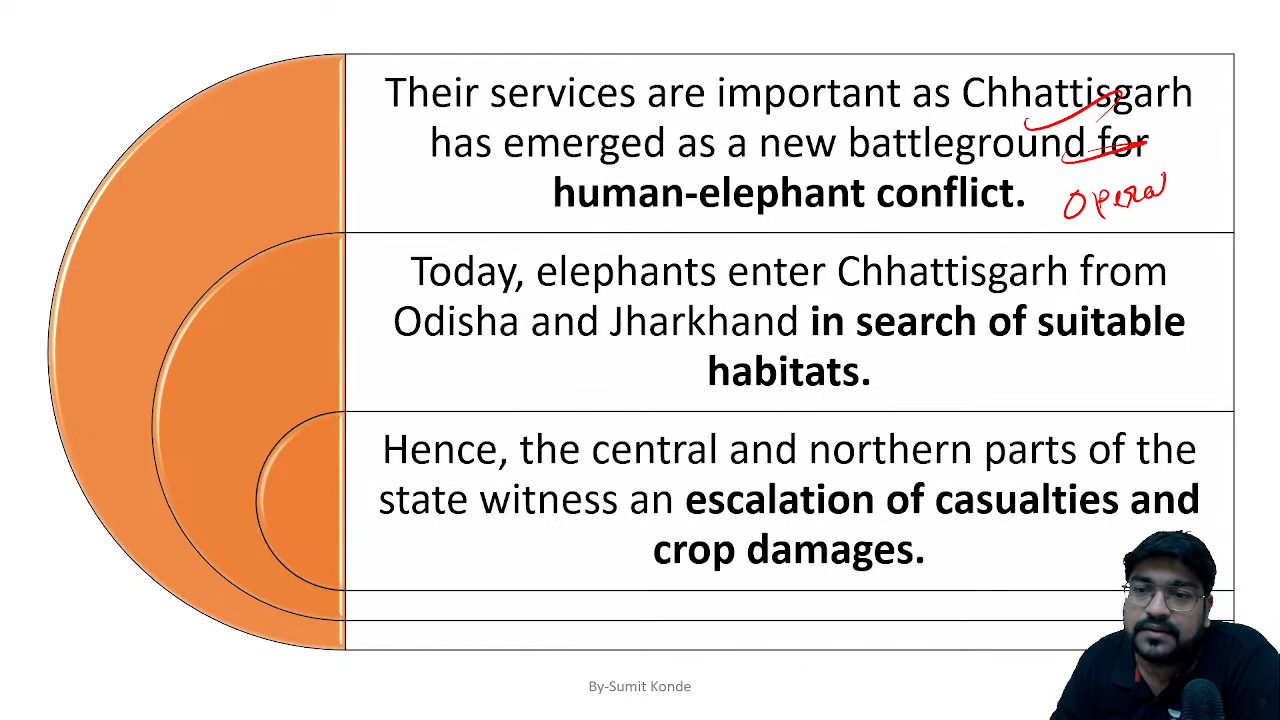 Their services are important as Chhattisgarh
has emerged as a new battleground for
human-elephant conflict.
Opera
Today, elephants enter Chhattisgarh from
Odisha and Jharkhand in search of suitable
habitats.
Hence, the central and northern parts of the
state witness an escalation of casualties and
crop damages.
By-Sumit Konde